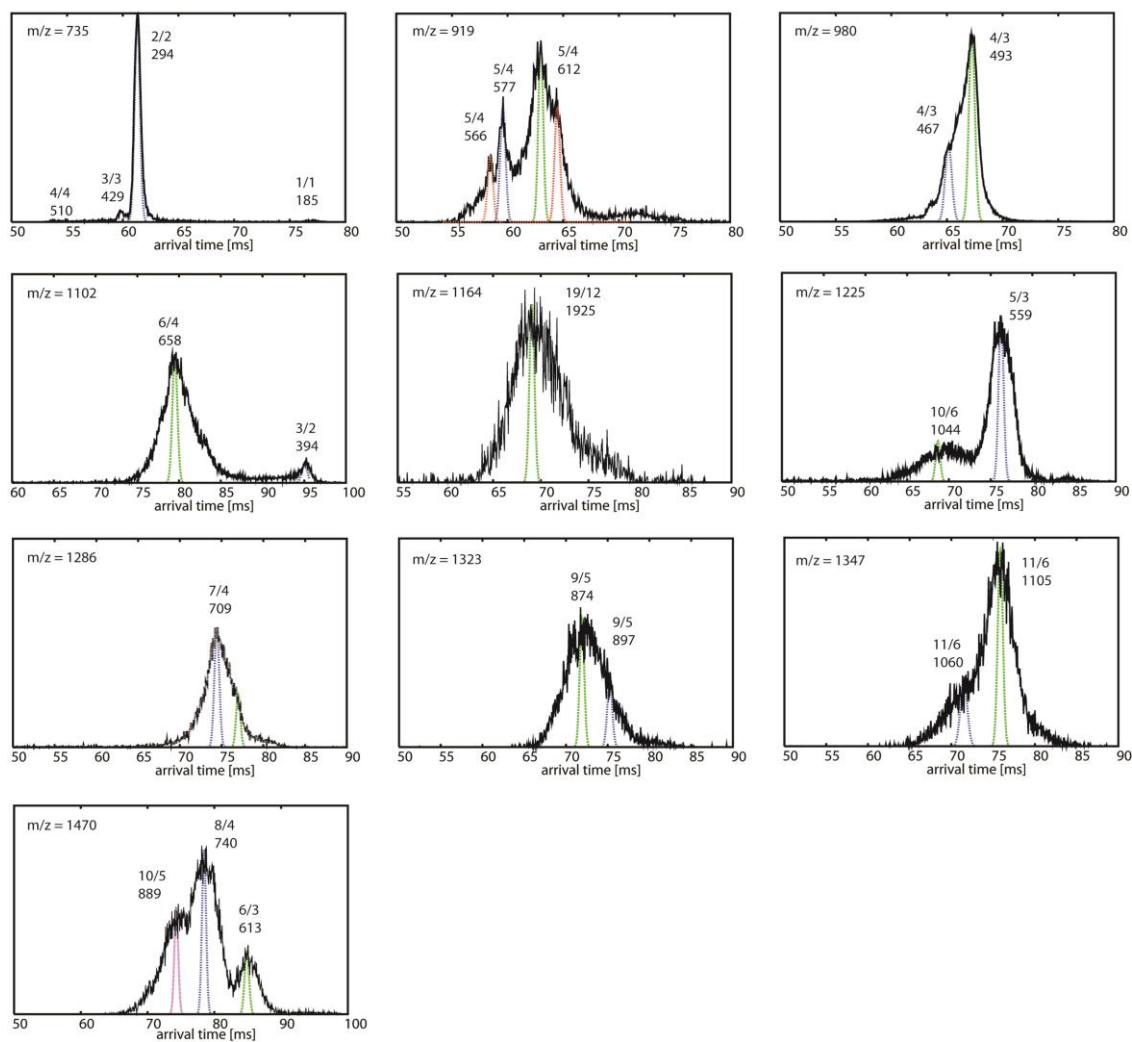 m/z = 735
2/2
294
4/4
510
3/3
429
1/1
185
50 55 60 65 70 75 80
arrival time [ms]
m/z = 919
5/4
566
5/4
577
5/4
612
50 55 60 65 70 75 80
arrival time [ms]
m/z = 980
4/3
467
4/3
493
50 55 60 65 70 75 80
arrival time [ms]
m/z = 1102
6/4
658
3/2
394
60 65 70 75 80 85 90 95 100
arrival time [ms]
m/z = 1164
19/12
1925
55 60 65 70 75 80 85 90
arrival time [ms]
m/z = 1225
10/6
1044
5/3
559
50 55 60 65 70 75 80 85 90
arrival time [ms]
m/z = 1286
7/4
709
50 55 60 65 70 75 80 85 90
arrival time [ms]
m/z = 1323
9/5
874
9/5
897
50 55 60 65 70 75 80 85 90
arrival time [ms]
m/z = 1347
11/6
1060
11/6
1105
50 55 60 65 70 75 80 85 90
arrival time [ms]
m/z = 1470
10/5
889
8/4
740
6/3
613
50 60 70 80 90 100
arrival time [ms]